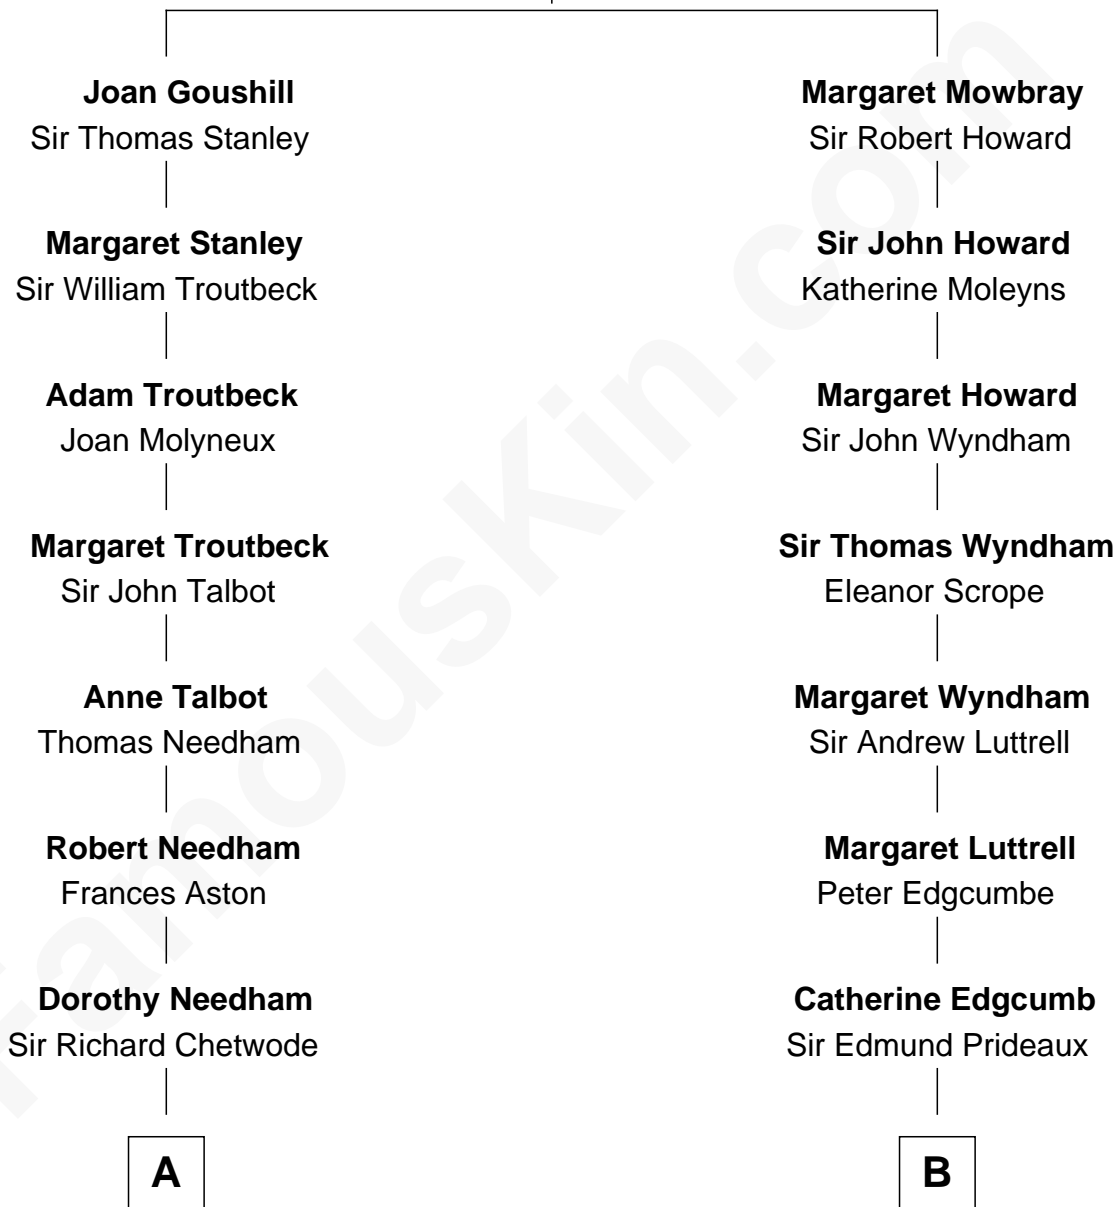 Joan Goushill
Sir Thomas Stanley
Margaret Stanley
Sir William Troutbeck
Adam Troutbeck
Joan Molyneux
Margaret Troutbeck
Sir John Talbot
Anne Talbot
Thomas Needham
Robert Needham
Frances Aston
Dorothy Needham
Sir Richard Chetwode
A
Margaret Mowbray
Sir Robert Howard
Sir John Howard
Katherine Moleyns
Margaret Howard
Sir John Wyndham
Sir Thomas Wyndham
Eleanor Scrope
Margaret Wyndham
Sir Andrew Luttrell
Margaret Luttrell
Peter Edgcumbe
Catherine Edgcumb
Sir Edmund Prideaux
B
FamousKin.com